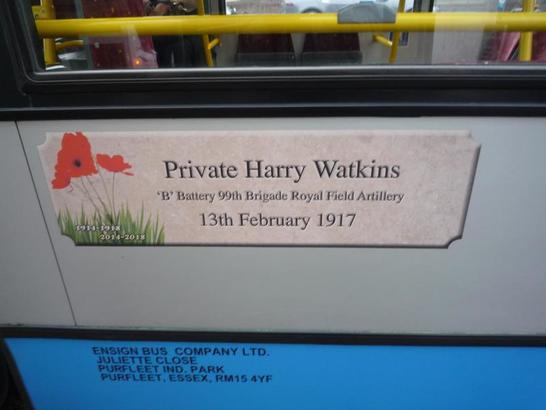 Private Harry Watkins
'B' Battery 99th Brigade Royal Field Artillery
13th February 1917
1914-1918
2014-2018
ENSIGN BUS COMPANY LTD.
JULIETTE CLOSE
PURFLEET IND. PARK
PURFLEET, ESSEX, RM15 4YF